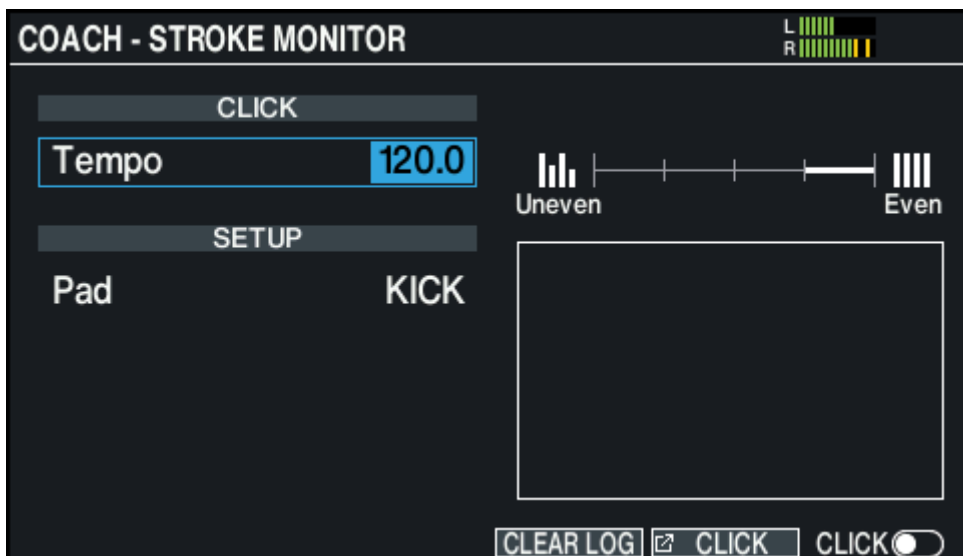 COACH - STROKE MONITOR
L
R
CLICK
Tempo 120.0
SETUP
Pad KICK
Uneven Even
CLEAR LOG CLICK CLICK